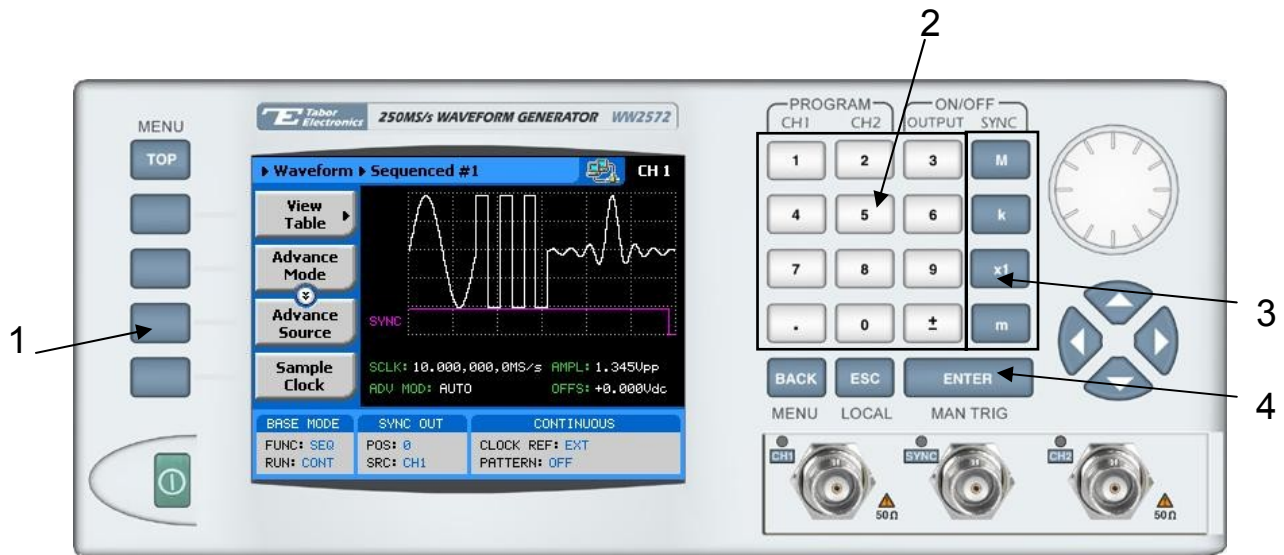 2
PROGRAM
CH1 CH2
ON/OFF
OUTPUT SYNC
MENU
TOP
TE Tabor Electronics 250MS/s WAVEFORM GENERATOR WW2572
Waveform Sequenced #1 CH 1
View
Table
Advance
Mode
Advance
Source
Sample
Clock
SYNC
SCLK: 10.000,000,0MS/s AMPL: 1.345Vpp
ADV MOD: AUTO OFFS: +0.000Vdc
BASE MODE SYNC OUT CONTINUOUS
FUNC: SEQ POS: 0 CLOCK REF: EXT
RUN: CONT SRC: CH1 PATTERN: OFF
1 2 3 M
4 5 6 k
7 8 9 x1
. 0 ± m
BACK ESC ENTER
MENU LOCAL MAN TRIG
CH1 SYNC CH2
50Ω 50Ω
1
3
4